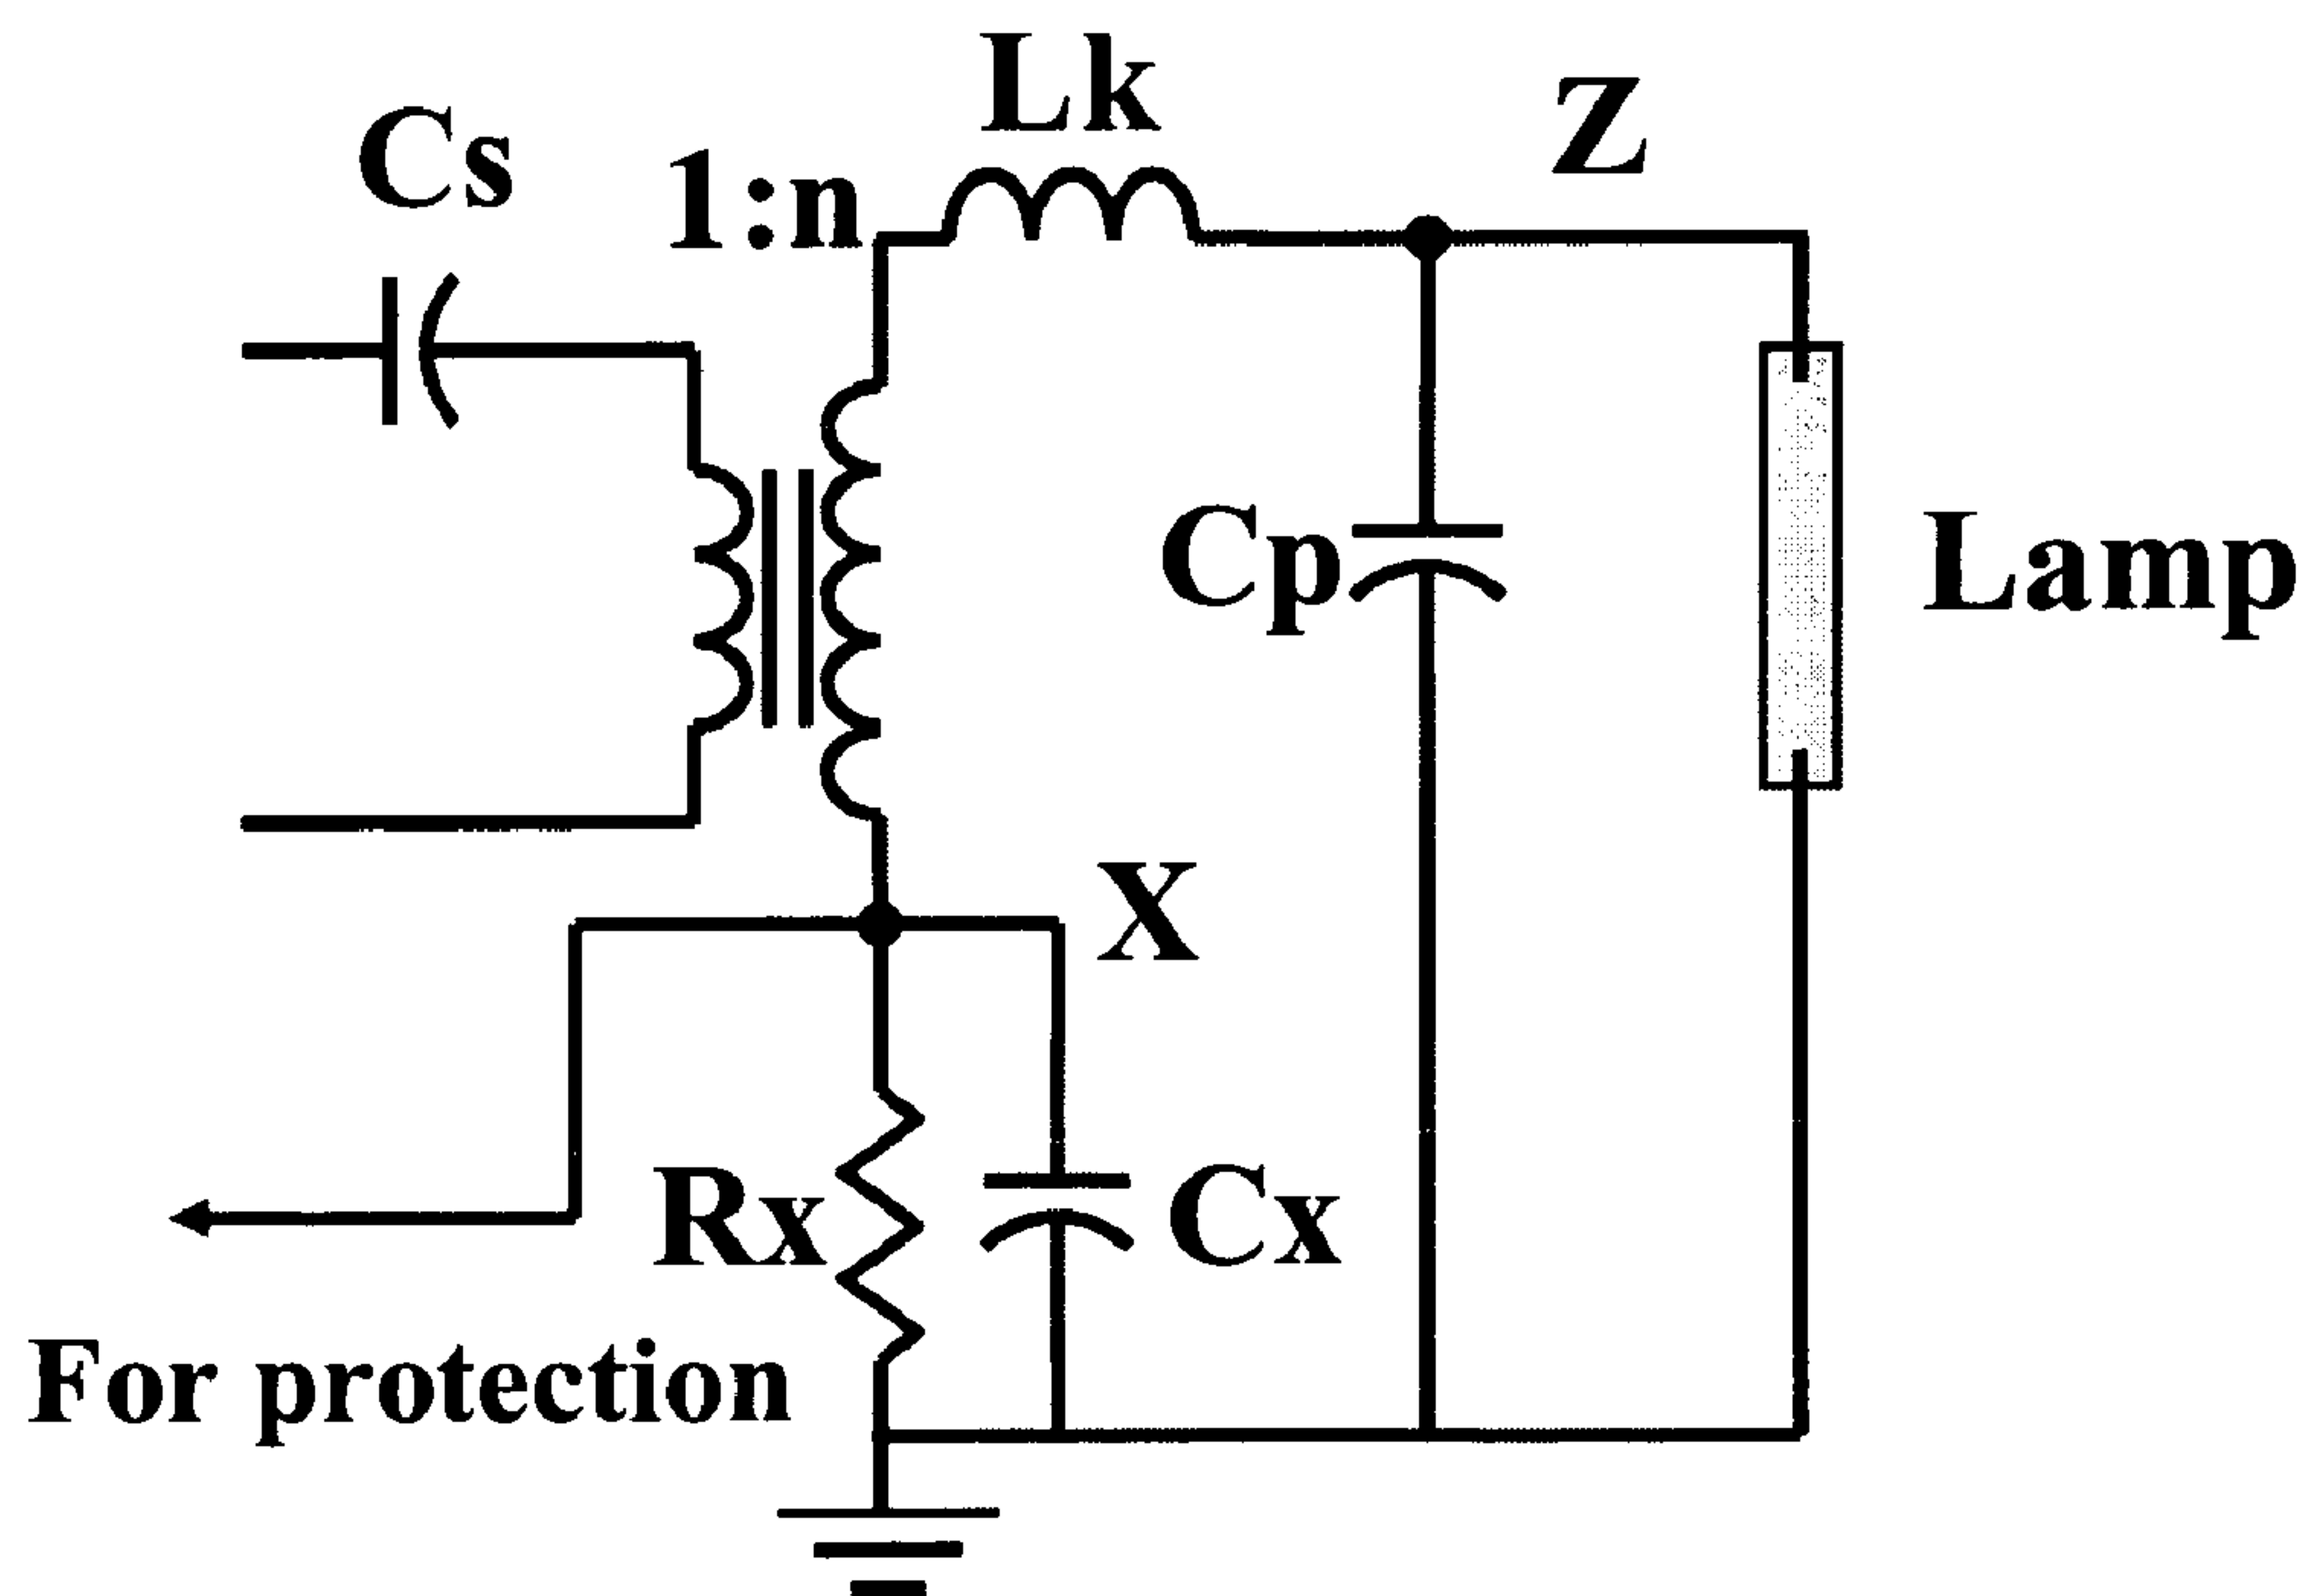 Lk
Z
Cs
1:n
Cp
Lamp
X
Rx
Cx
For protection